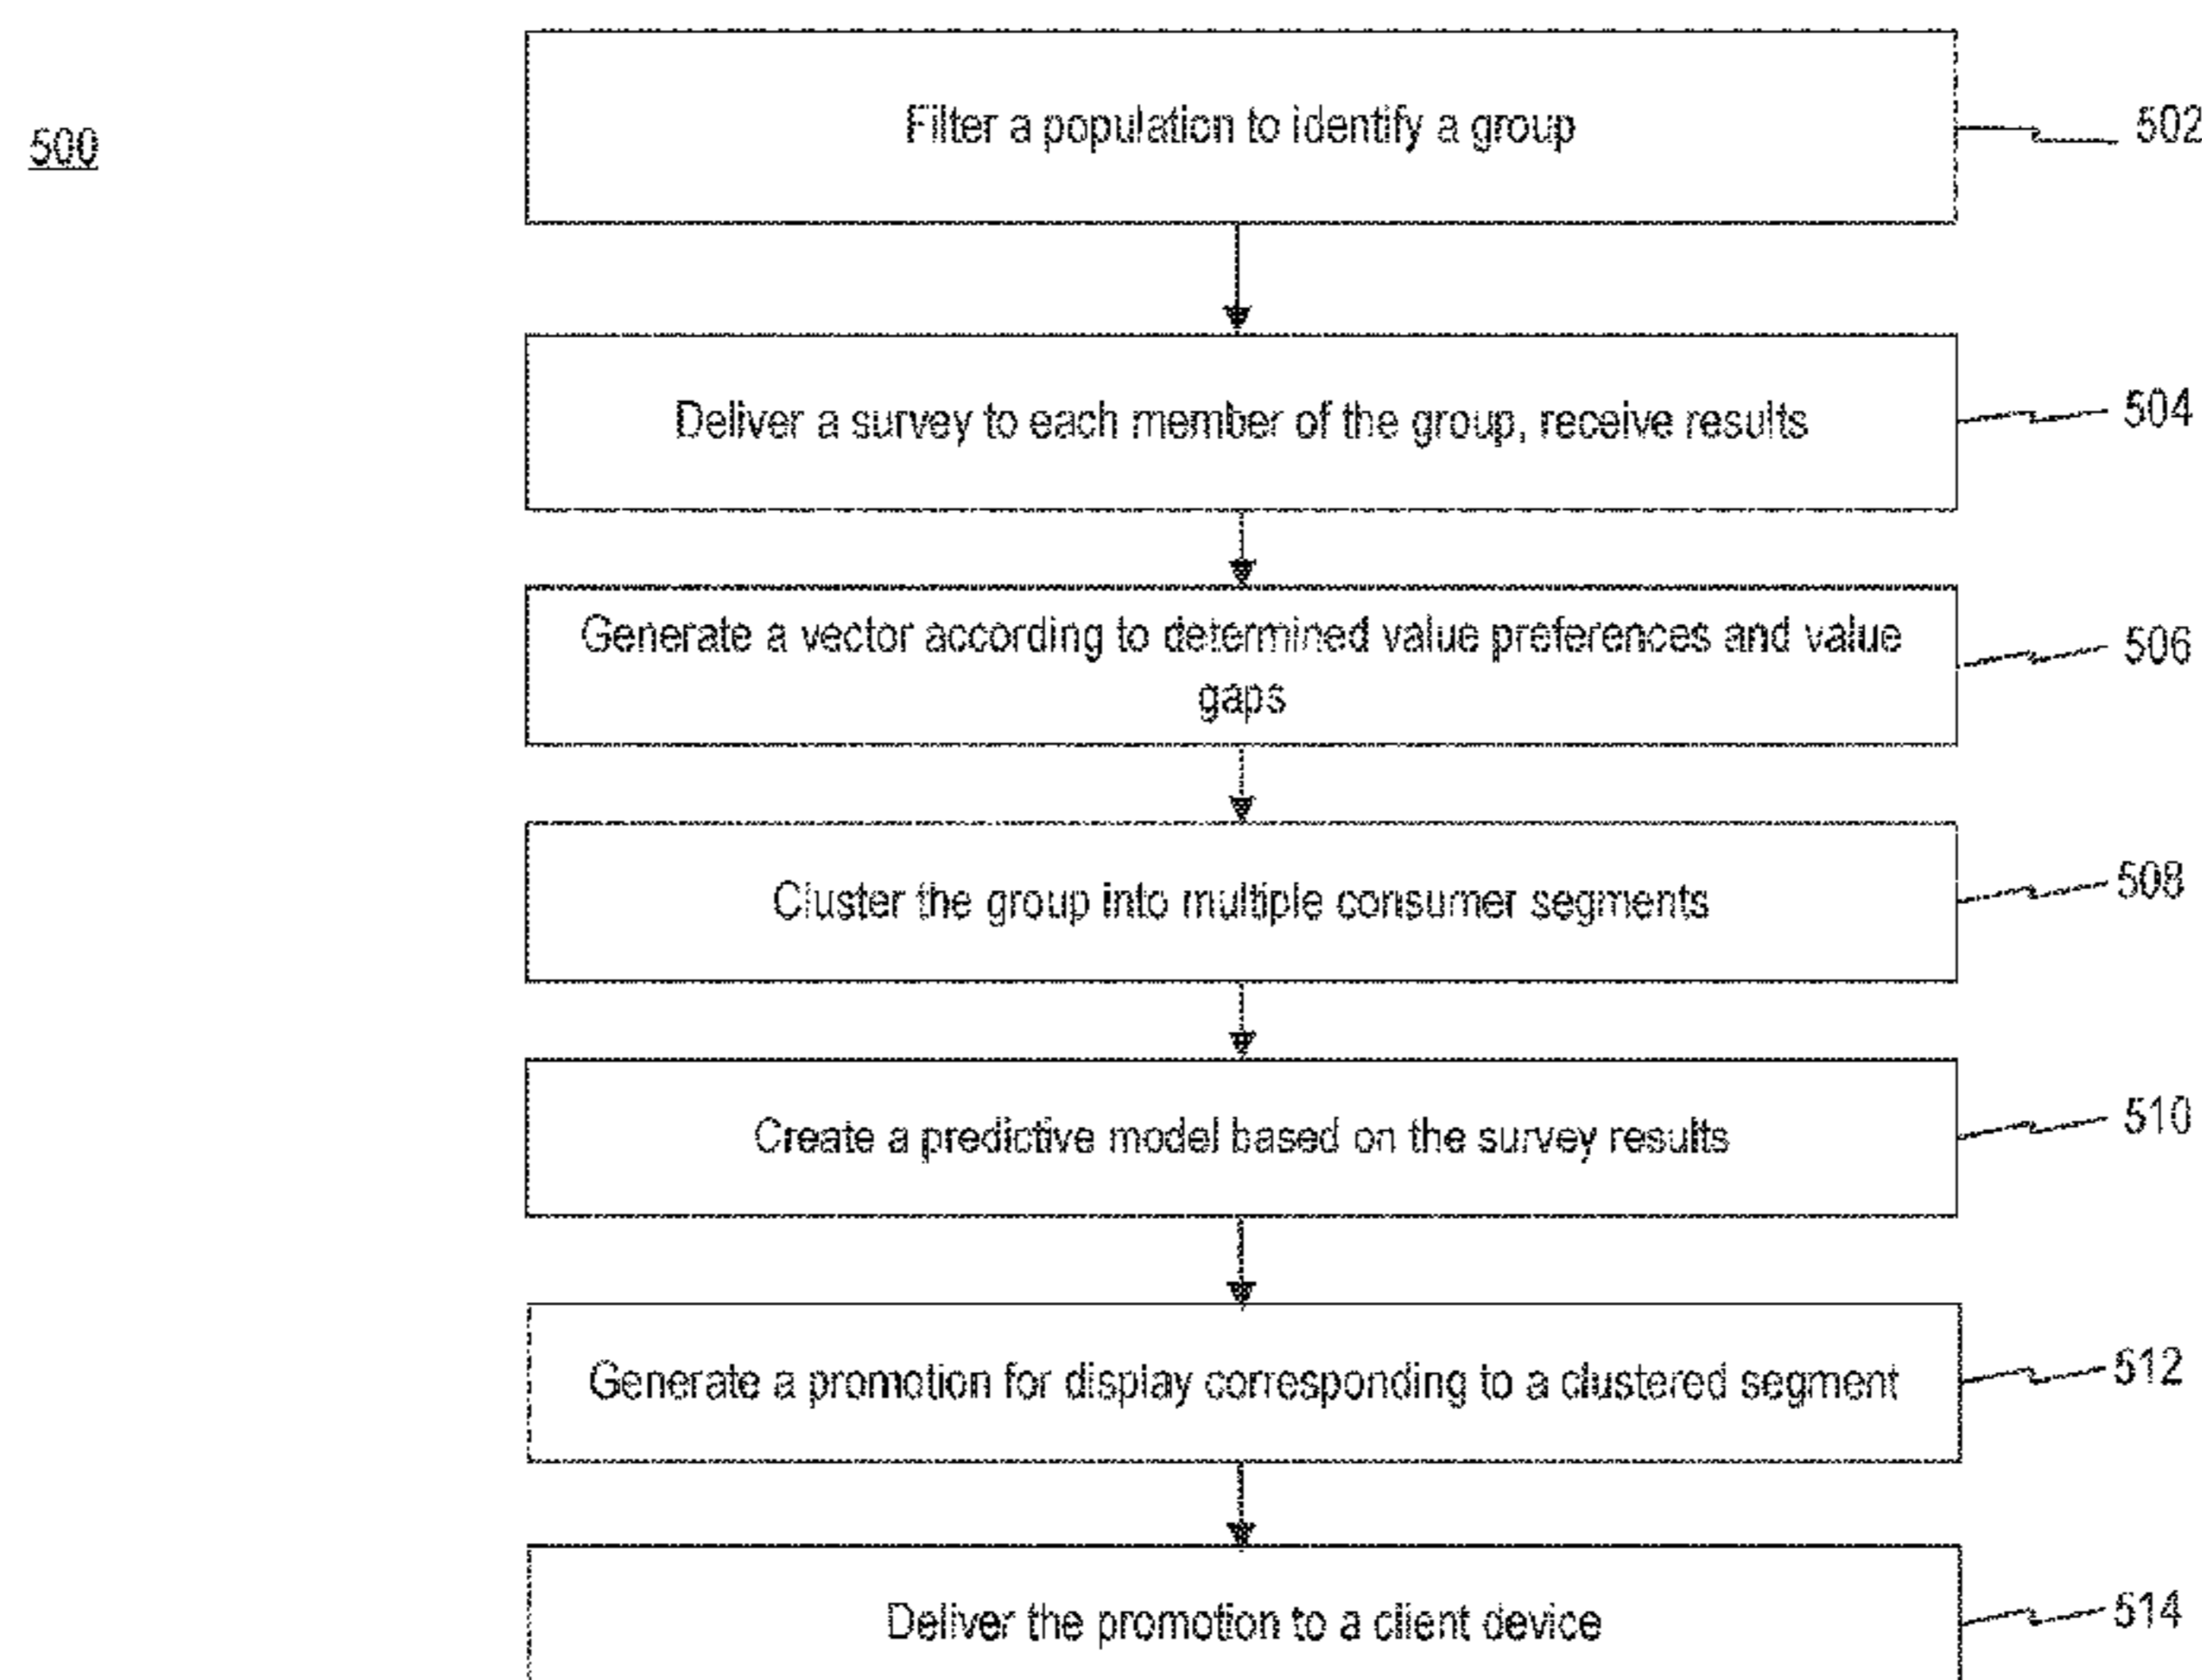 500
Filter a population to identify a group
502
Deliver a survey to each member of the group, receive results
504
Generate a vector according to determined value preferences and value
gaps
506
Cluster the group into multiple consumer segments
508
Create a predictive model based on the survey results
510
Generate a promotion for display corresponding to a clustered segment
512
Deliver the promotion to a client device
514